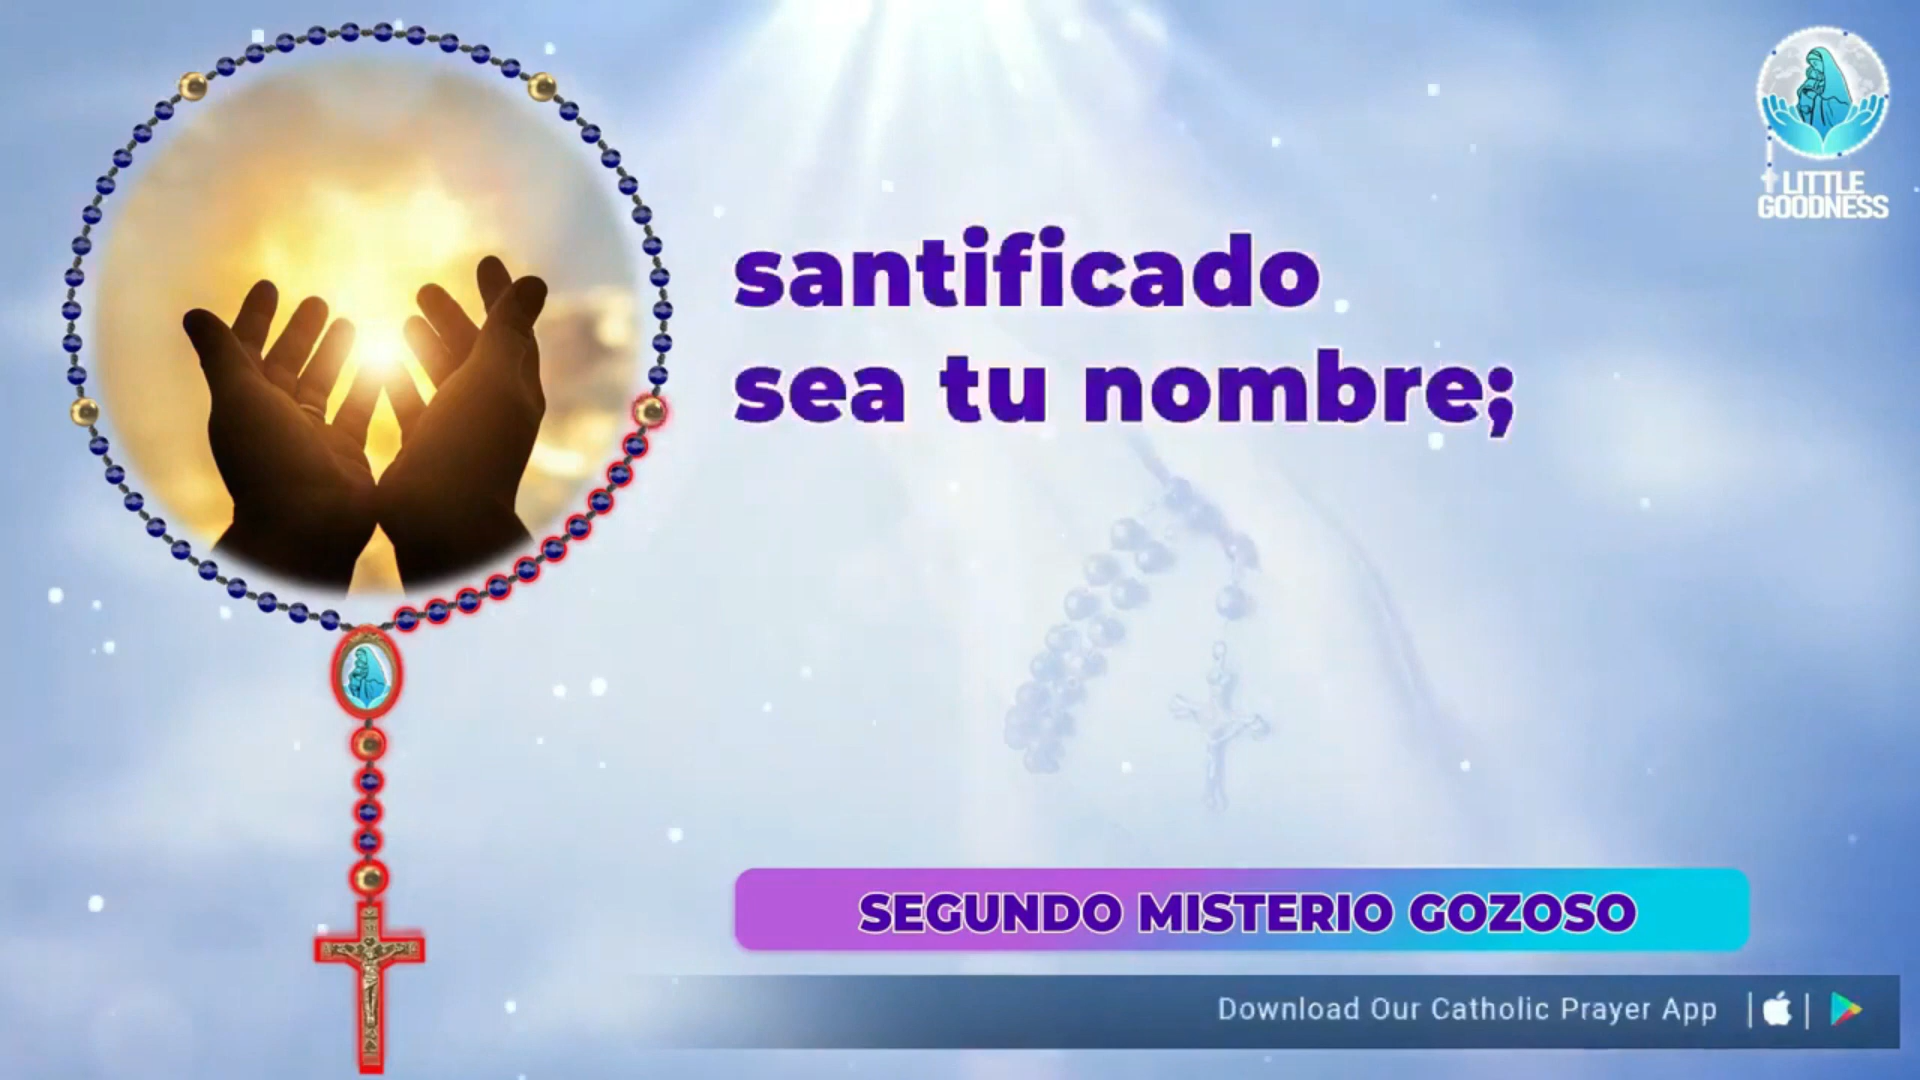 LITTLE
GOODNESS
santificado
sea tu nombre;
SEGUNDO MISTERIO GOZOSO
Download Our Catholic Prayer App